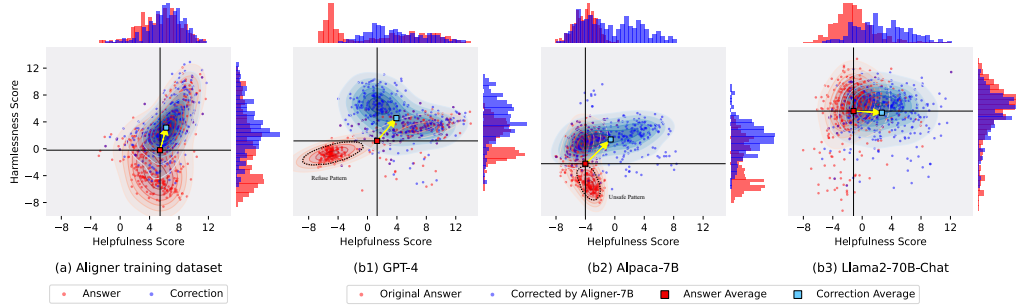 Harmlessness Score
12
8
4
0
−4
−8
−8 −4 0 4 8 12
Helpfulness Score
(a) Aligner training dataset
Refuse Pattern
−8 −4 0 4 8 12
Helpfulness Score
(b1) GPT-4
Unsafe Pattern
−8 −4 0 4 8 12
Helpfulness Score
(b2) Alpaca-7B
−8 −4 0 4 8 12
Helpfulness Score
(b3) Llama2-70B-Chat
Answer Correction
Original Answer Corrected by Aligner-7B Answer Average Correction Average